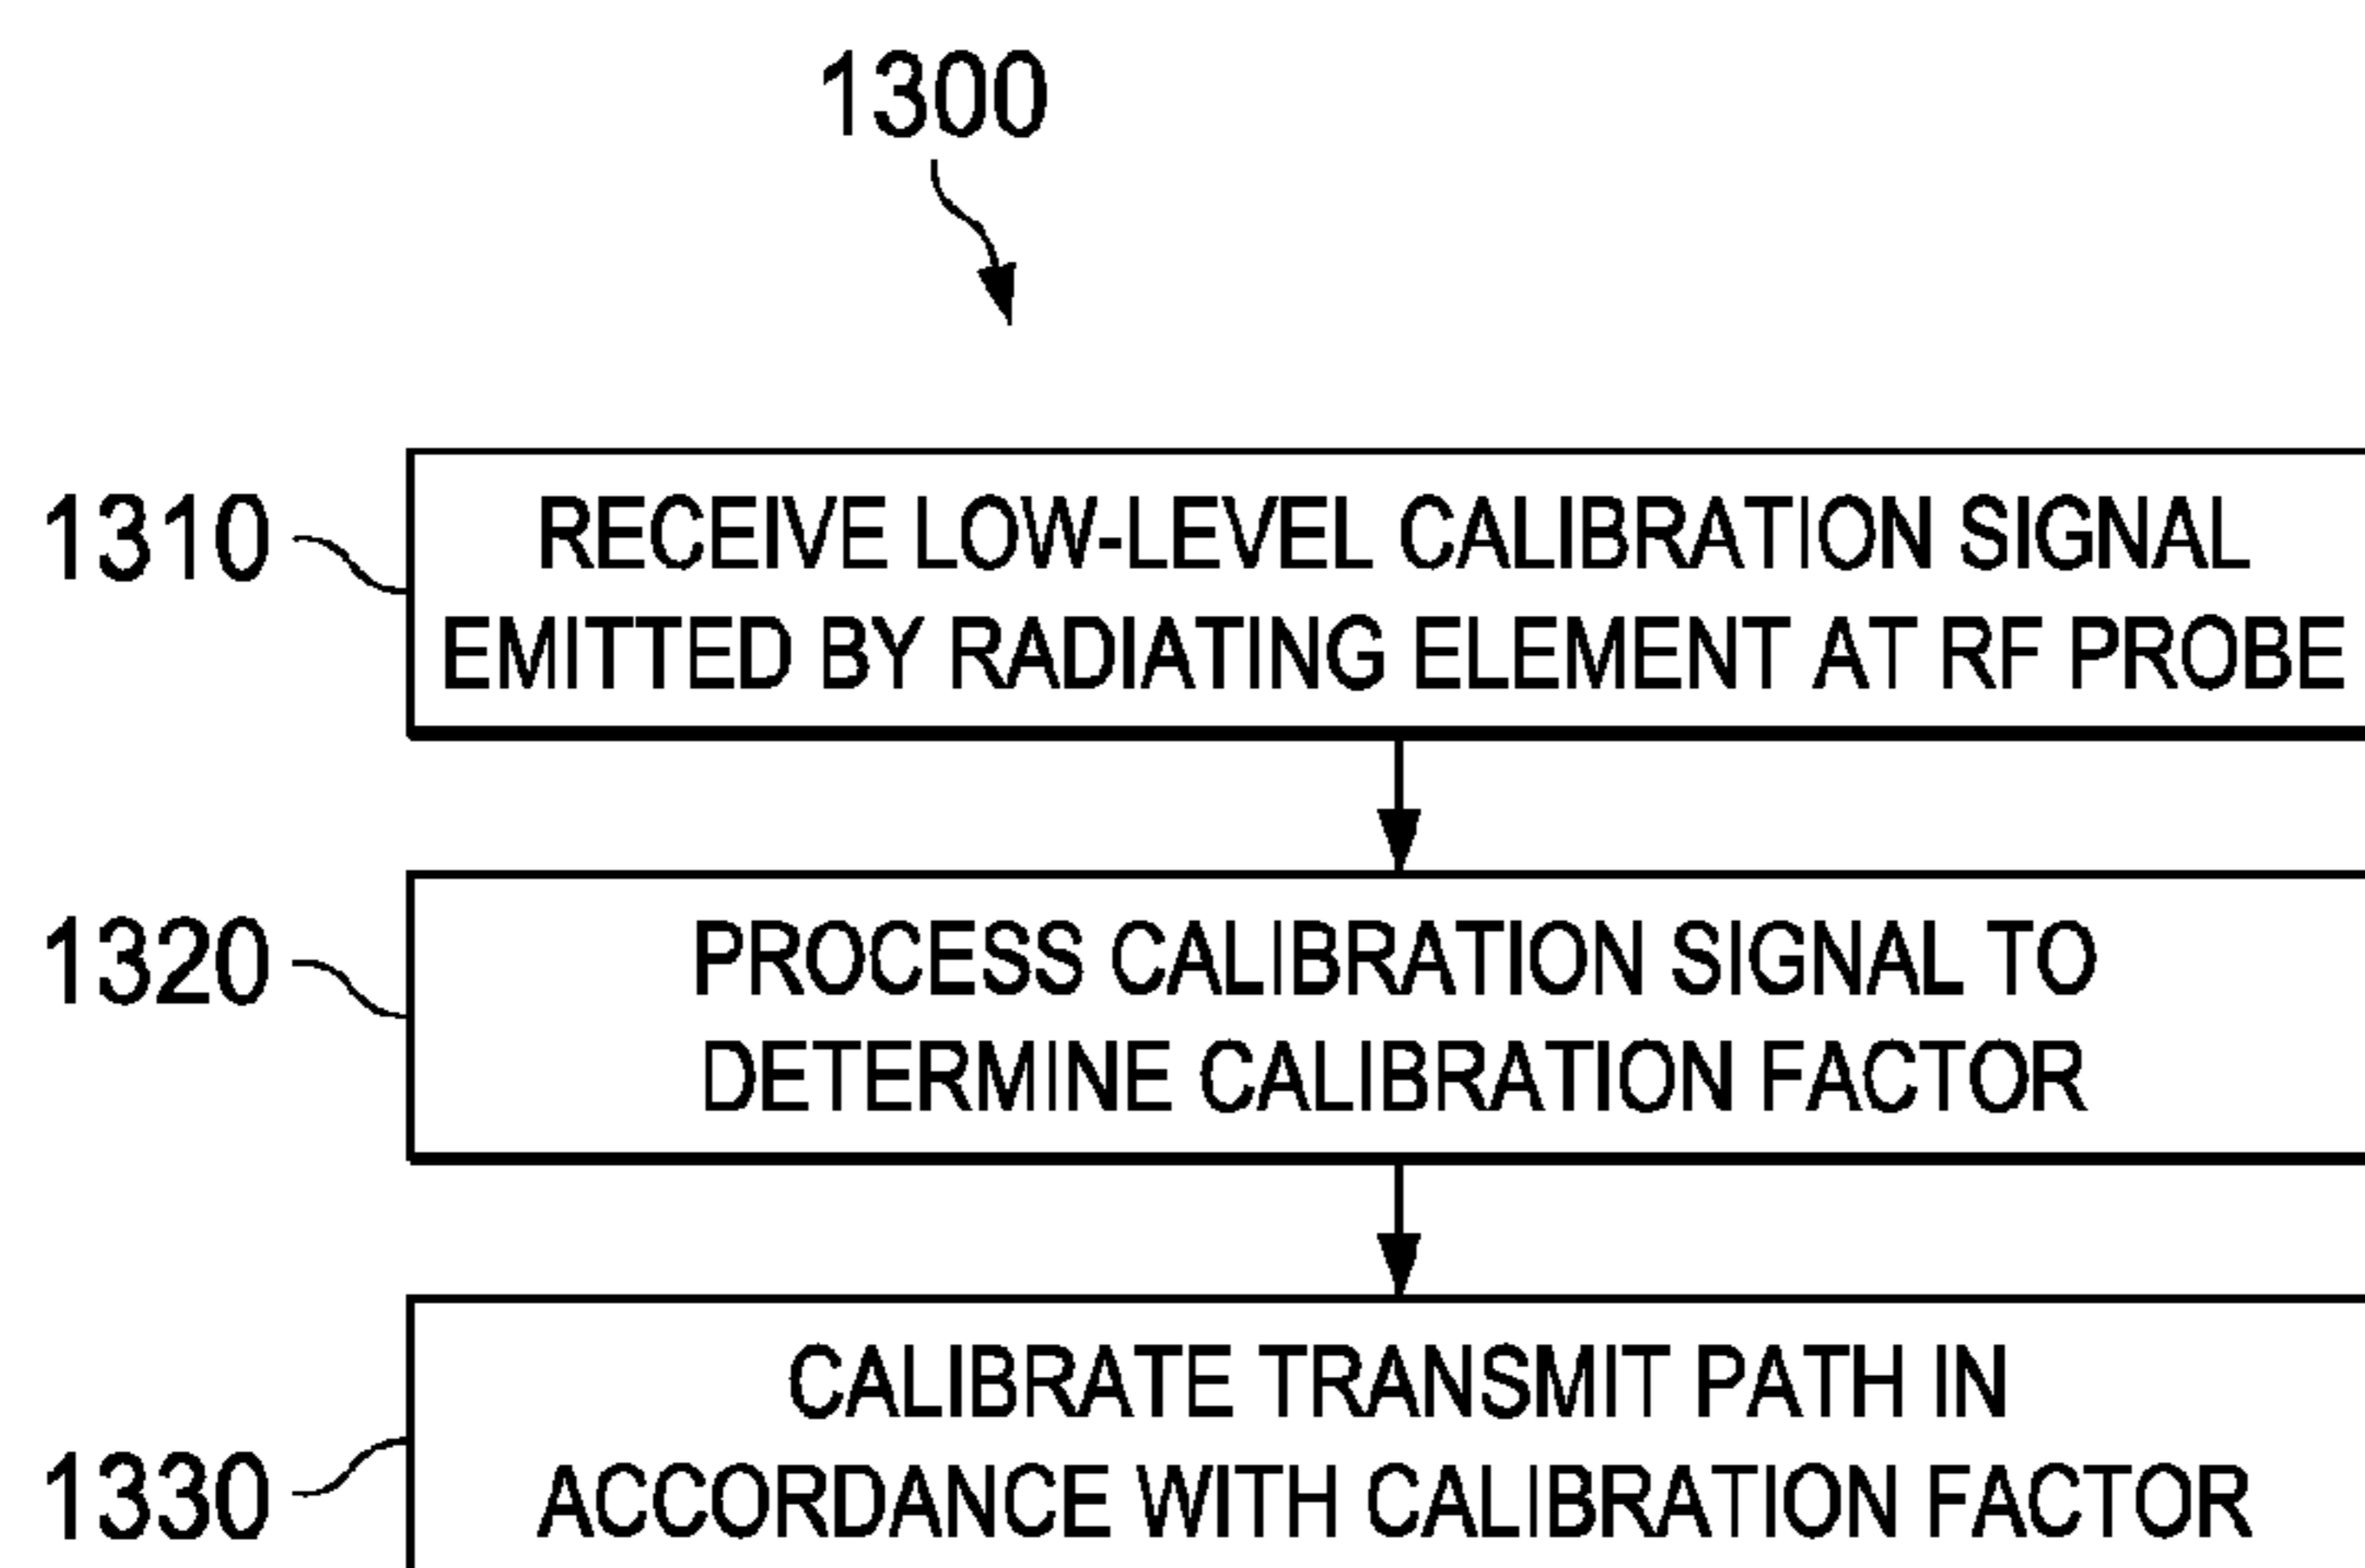 1300
1310
RECEIVE LOW-LEVEL CALIBRATION SIGNAL
EMITTED BY RADIATING ELEMENT AT RF PROBE
1320
PROCESS CALIBRATION SIGNAL TO
DETERMINE CALIBRATION FACTOR
1330
CALIBRATE TRANSMIT PATH IN
ACCORDANCE WITH CALIBRATION FACTOR